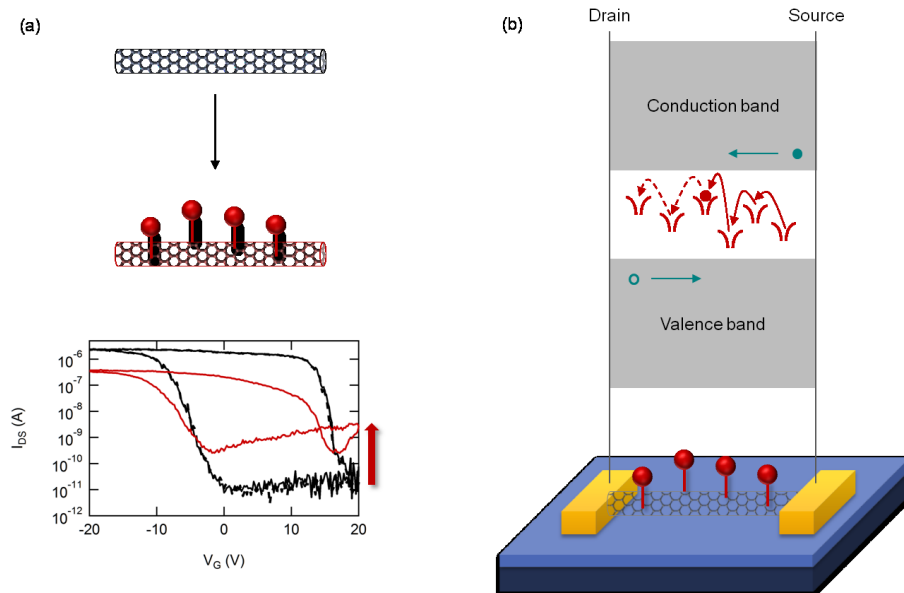 (a)
10⁻⁶
10⁻⁷
10⁻⁸
10⁻⁹
10⁻¹⁰
10⁻¹¹
10⁻¹²
I_DS (A)
-20 -10 0 10 20
V_G (V)
(b)
Drain Source
Conduction band
Valence band